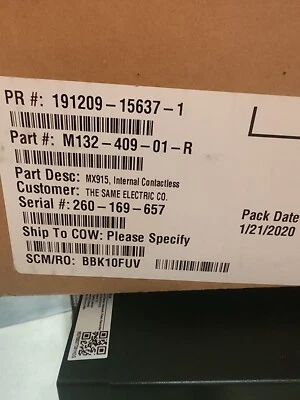 PR #: 191209-15637-1
Part #: M132-409-01-R
Part Desc: MX915, Internal Contactless
Customer: THE SAME ELECTRIC CO.
Serial #: 260-169-657
Pack Date
1/21/2020
Ship To COW: Please Specify
SCM/RO: BBK10FUV